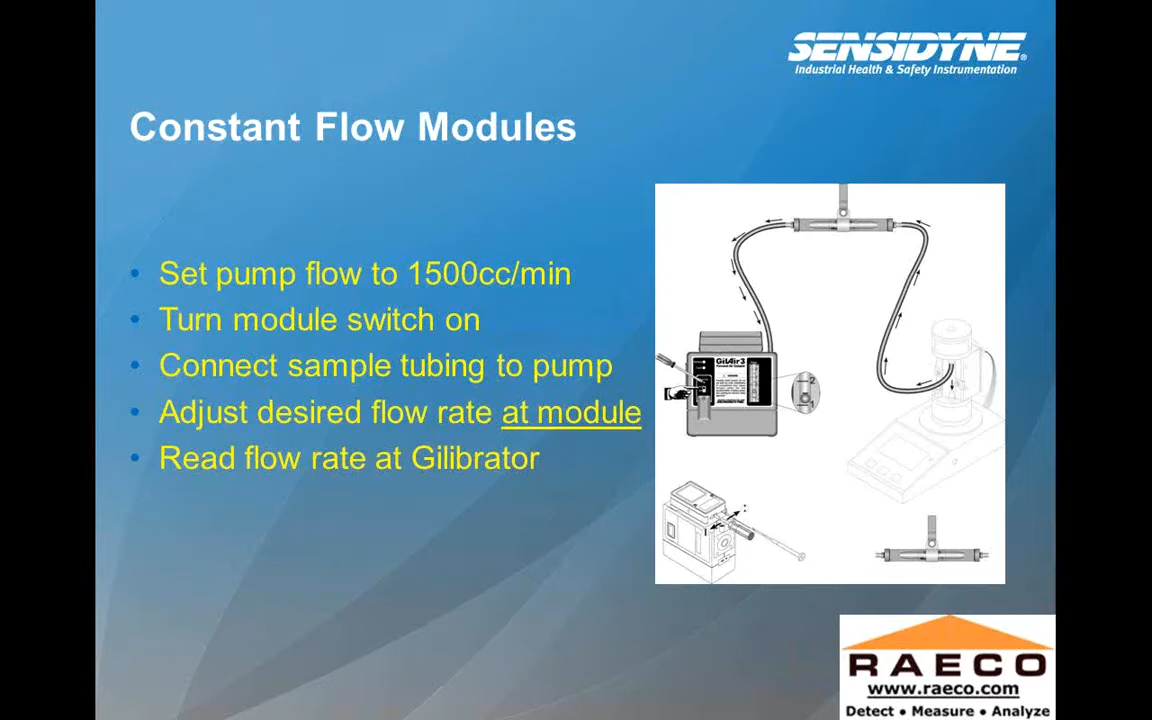 SENSIDYNE®
Industrial Health & Safety Instrumentation
Constant Flow Modules
• Set pump flow to 1500cc/min
• Turn module switch on
• Connect sample tubing to pump
• Adjust desired flow rate at module
• Read flow rate at Gilibrator
GilAir3
SENSIDYNE
2
1
RAECO
www.raeco.com
Detect ● Measure ● Analyze